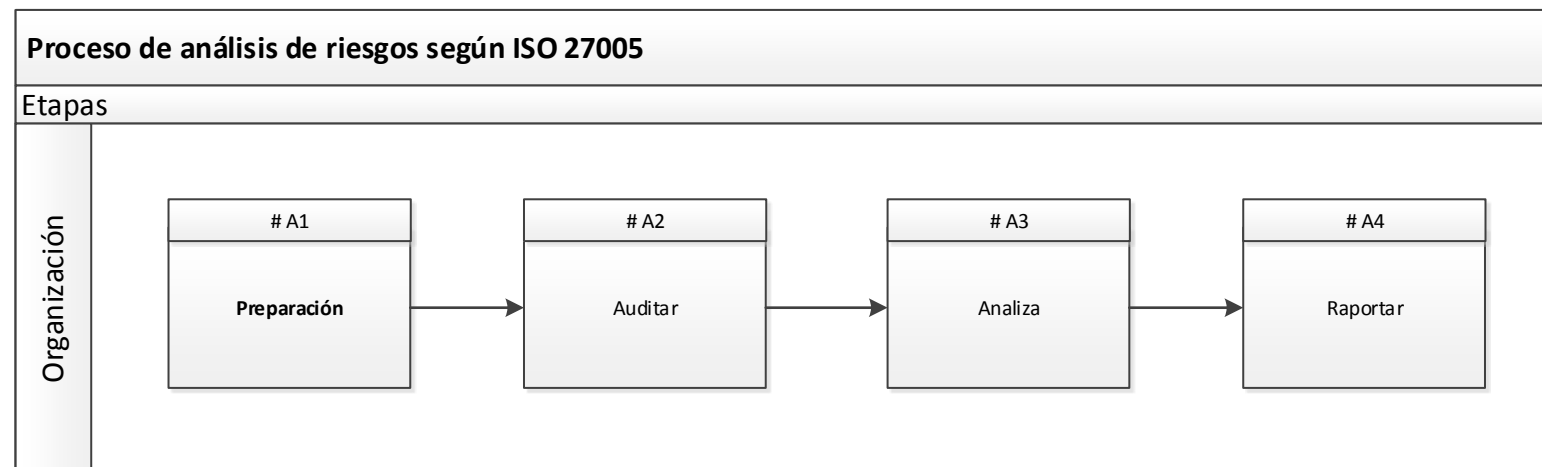 Proceso de análisis de riesgos según ISO 27005
Etapas
Organización
# A1
Preparación
# A2
Auditar
# A3
Analiza
# A4
Raportar